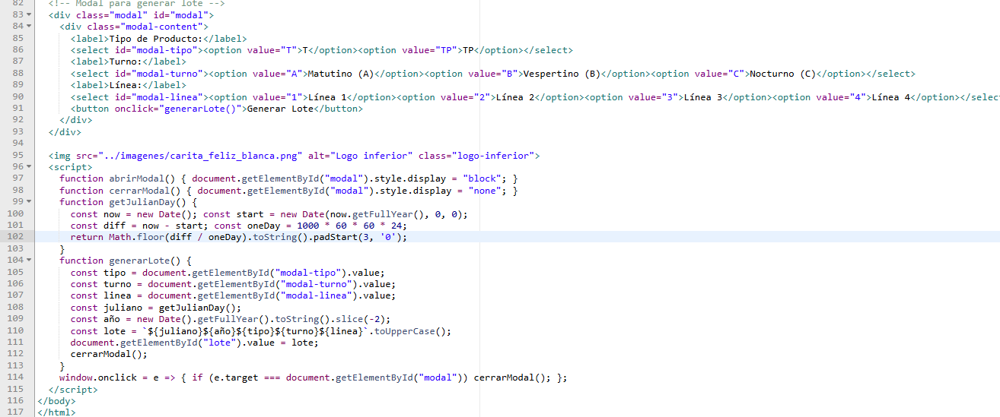 82 <!-- Modal para generar lote -->
83 <div class="modal" id="modal">
84 <div class="modal-content">
85 <label>Tipo de Producto:</label>
86 <select id="modal-tipo"><option value="T">T</option><option value="TP">TP</option></select>
87 <label>Turno:</label>
88 <select id="modal-turno"><option value="A">Matutino (A)</option><option value="B">Vespertino (B)</option><option value="C">Nocturno (C)</option></select>
89 <label>Línea:</label>
90 <select id="modal-linea"><option value="1">Línea 1</option><option value="2">Línea 2</option><option value="3">Línea 3</option><option value="4">Línea 4</option></selec
91 <button onclick="generarLote()">Generar Lote</button>
92 </div>
93 </div>
94
95 <img src="../imagenes/carita_feliz_blanca.png" alt="Logo inferior" class="logo-inferior">
96 <script>
97 function abrirModal() { document.getElementById("modal").style.display = "block"; }
98 function cerrarModal() { document.getElementById("modal").style.display = "none"; }
99 function getJulianDay() {
100 const now = new Date(); const start = new Date(now.getFullYear(), 0, 0);
101 const diff = now - start; const oneDay = 1000 * 60 * 60 * 24;
102 return Math.floor(diff / oneDay).toString().padStart(3, '0');
103 }
104 function generarLote() {
105 const tipo = document.getElementById("modal-tipo").value;
106 const turno = document.getElementById("modal-turno").value;
107 const linea = document.getElementById("modal-linea").value;
108 const juliano = getJulianDay();
109 const año = new Date().getFullYear().toString().slice(-2);
110 const lote = `${juliano}${año}${tipo}${turno}${linea}`.toUpperCase();
111 document.getElementById("lote").value = lote;
112 cerrarModal();
113 }
114 window.onclick = e => { if (e.target === document.getElementById("modal")) cerrarModal(); };
115 </script>
116 </body>
117 </html>